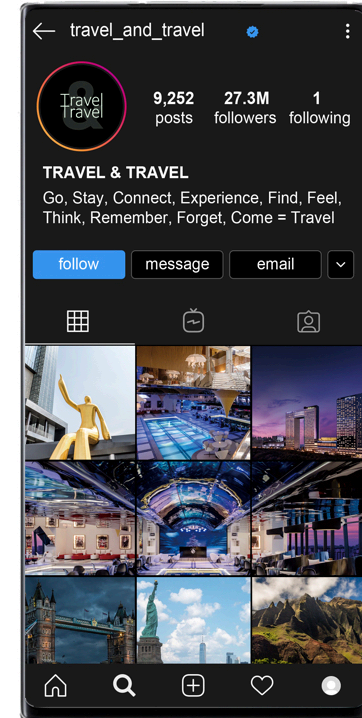 travel_and_travel
Travel
&
Travel
9,252 27.3M 1
posts followers following
TRAVEL & TRAVEL
Go, Stay, Connect, Experience, Find, Feel,
Think, Remember, Forget, Come = Travel
follow message email